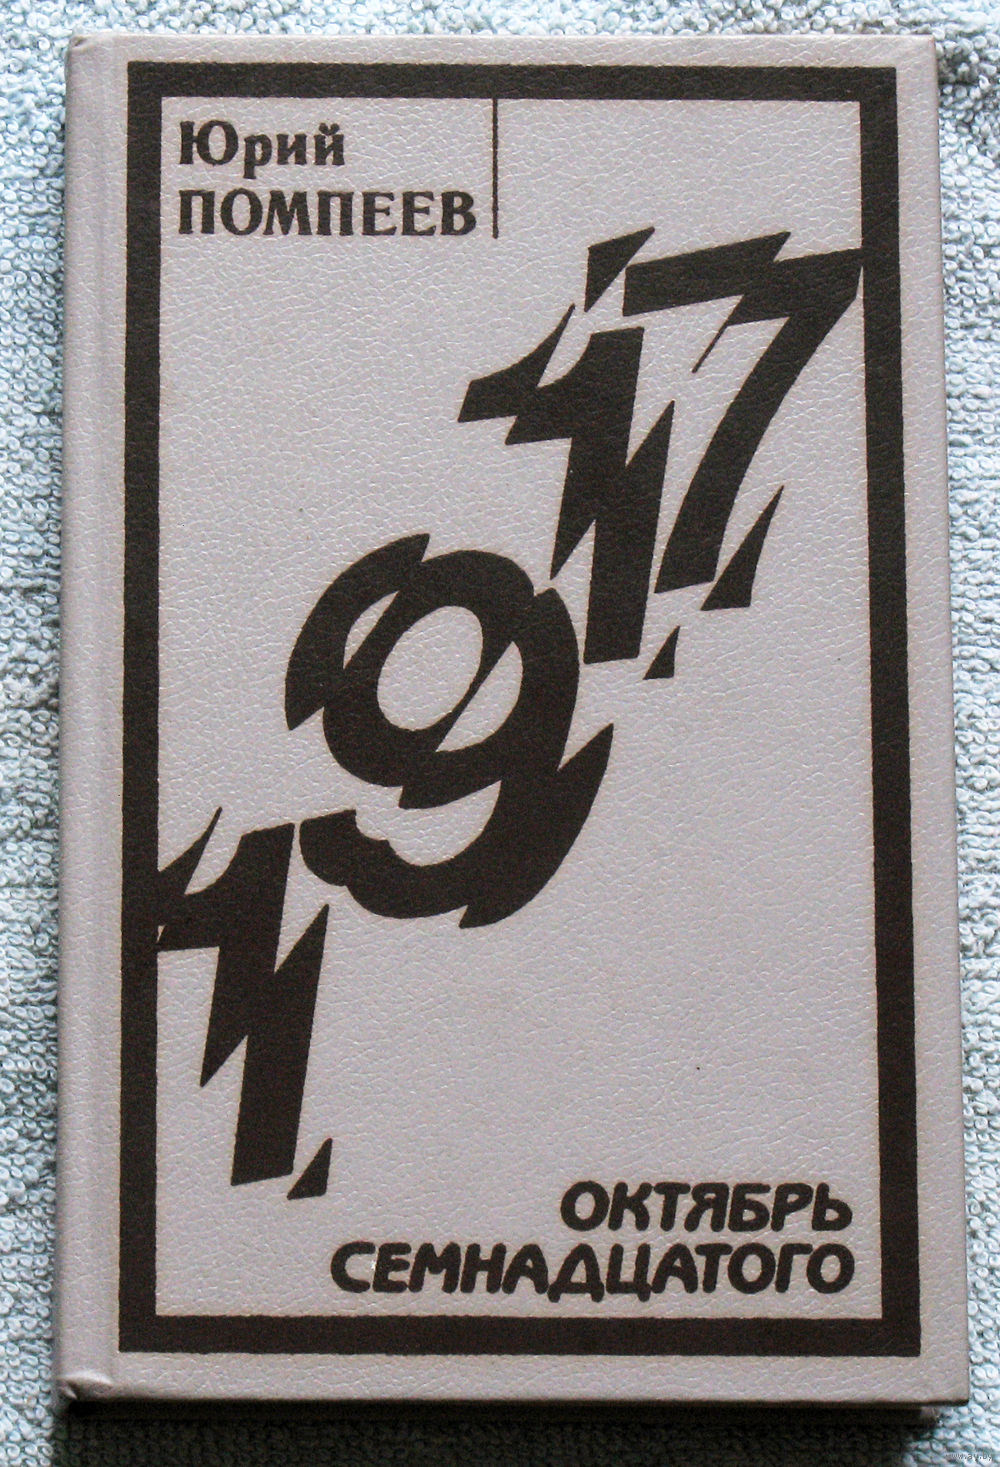 Юрий
ПОМПЕЕВ
1917
ОКТЯБРЬ
СЕМНАДЦАТОГО